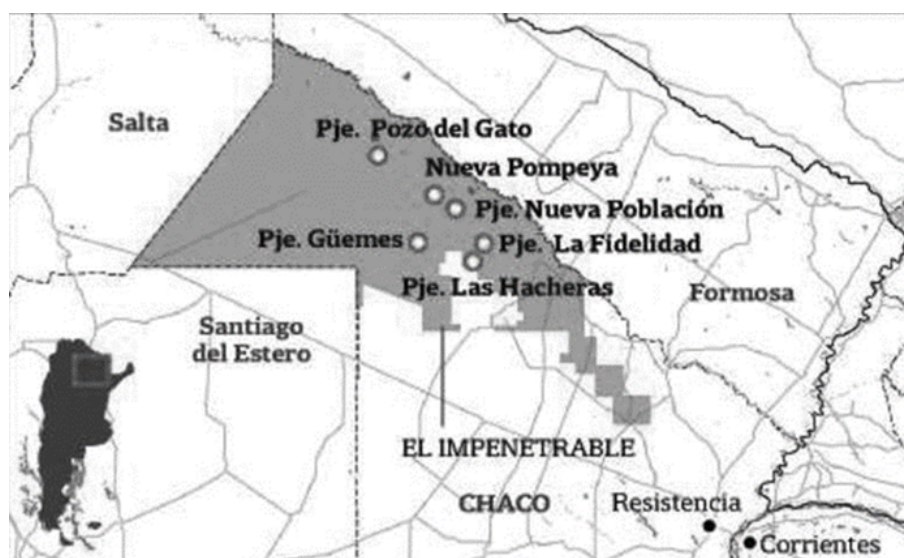 Salta
Pje. Pozo del Gato
Nueva Pompeya
Pje. Nueva Población
Pje. Güemes
Pje. La Fidelidad
Pje. Las Hacheras
Formosa
Santiago
del Estero
EL IMPENETRABLE
CHACO
Resistencia
Corrientes